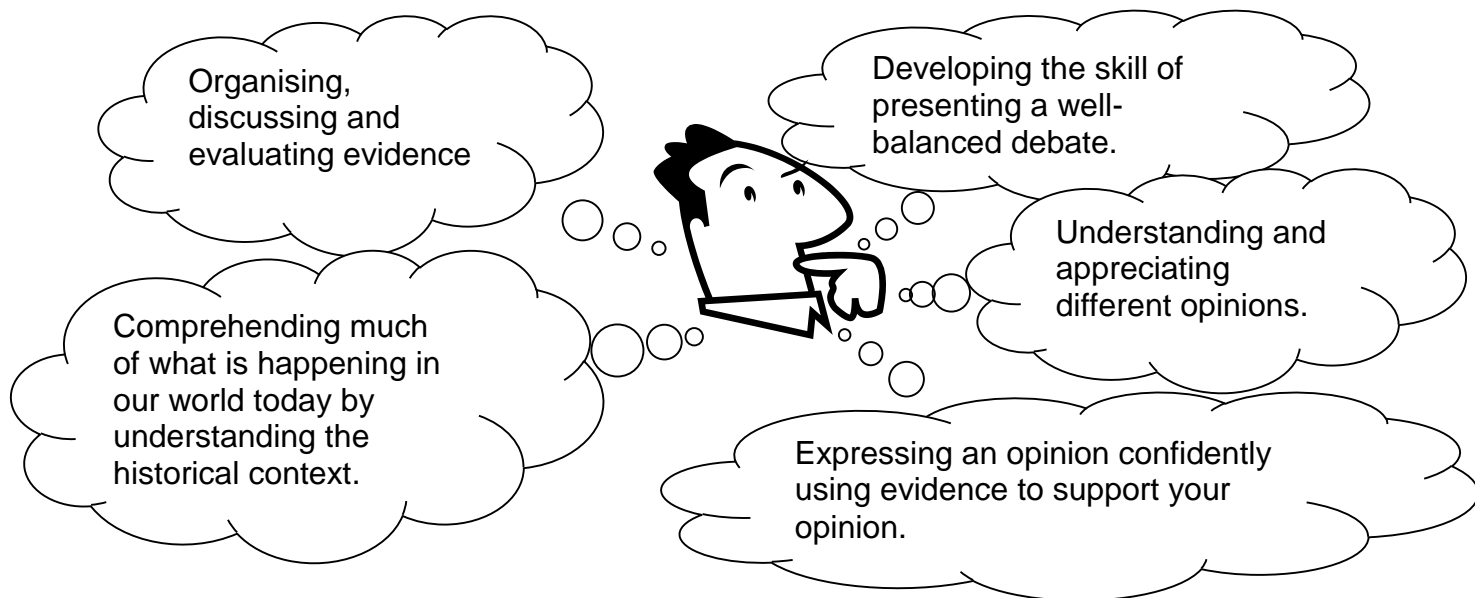 Organising,
discussing and
evaluating evidence
Developing the skill of
presenting a well-
balanced debate.
Understanding and
appreciating
different opinions.
Comprehending much
of what is happening in
our world today by
understanding the
historical context.
Expressing an opinion confidently
using evidence to support your
opinion.